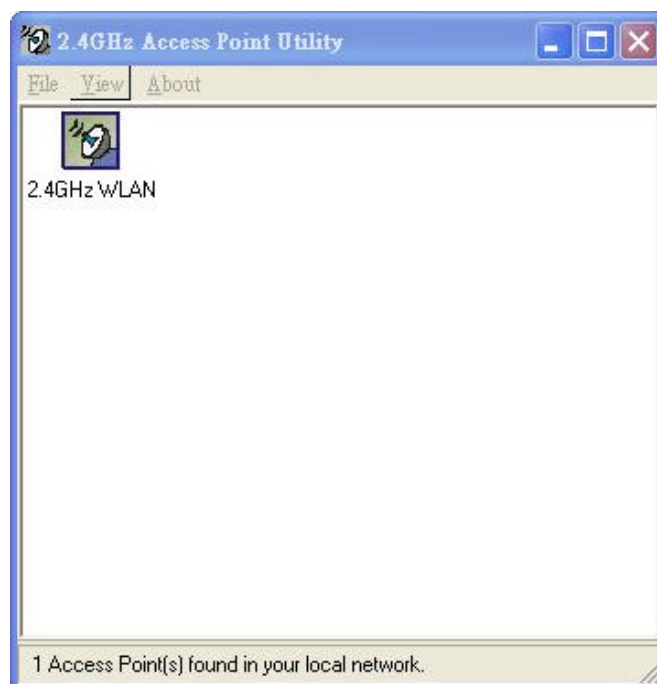 2.4GHz Access Point Utility
File View About
2.4GHz WLAN
1 Access Point(s) found in your local network.